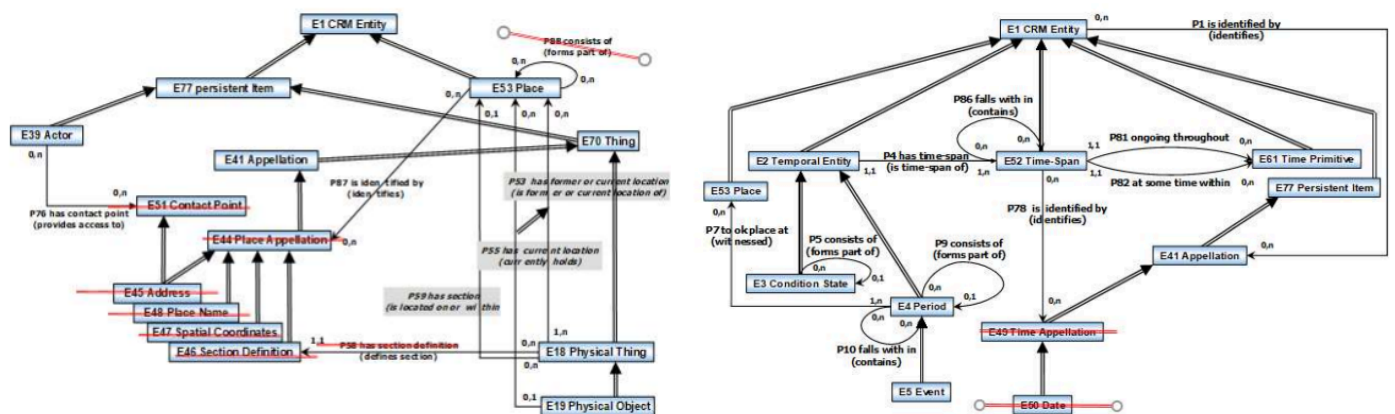 E1 CRM Entity
P88 consists of
(forms part of)
0,n
0,n
E77 persistent Item
E53 Place
0,n
0,1
0,n
0,n
E39 Actor
0,n
E70 Thing
E41 Appellation
P87 is identified by
(identifies)
P53 has former or current location
(is former or current location of)
0,n
E51 Contact Point
P76 has contact point
(provides access to)
E44 Place Appellation
0,n
P55 has current location
(currently holds)
E45 Address
P59 has section
(is located on or within
E48 Place Name
E47 Spatial Coordinates
E46 Section Definition
1,1
P58 has section definition
(defines section)
1,n
0,n
E18 Physical Thing
0,n
0,1
E19 Physical Object
E1 CRM Entity
0,n
P1 is identified by
(identifies)
P86 falls with in
(contains)
0,n
0,n
P81 ongoing throughout
0,n
E2 Temporal Entity
P4 has time-span
(is time-span of)
1,1
1,n
E52 Time-Span
1,1
1,1
E61 Time Primitive
P82 at some time within
0,n
E53 Place
0,n
E77 Persistent Item
0,n
P7 took place at
(witnessed)
P78 is identified by
(identifies)
P5 consists of
(forms part of)
0,n
0,1
P9 consists of
(forms part of)
0,n
0,1
E41 Appellation
0,n
E3 Condition State
1,n
E4 Period
0,n
0,n
0,n
P10 falls with in
(contains)
E49 Time Appellation
E5 Event
E50 Date